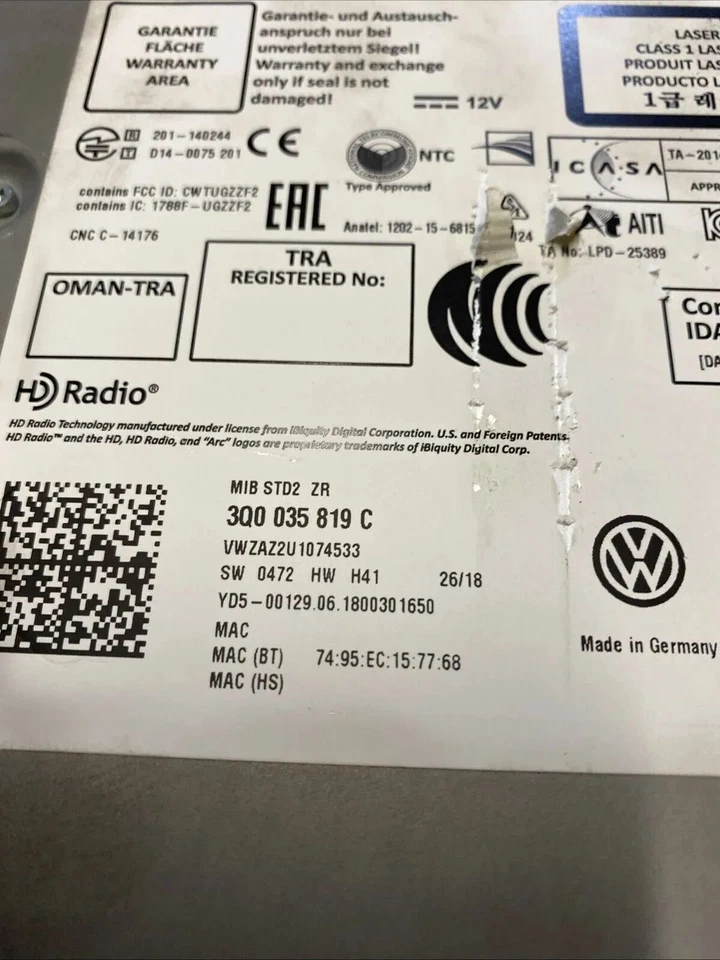 GARANTIE
FLÄCHE
WARRANTY
AREA
Garantie- und Austausch-
anspruch nur bei
unverletztem Siegel!
Warranty and exchange
only if seal is not
damaged!
12V
LASER
CLASS 1 LAS
PRODUIT LAS
PRODUCTO L
1급 레
R 201-140244
T D14-0075 201
CE
NTC
Type Approved
ICASA
TA-201
APPR
contains FCC ID: CWTUGZZF2
contains IC: 1788F-UGZZF2
EAC
Anatel: 1202-15-6815
124
AITI
TA No: LPD-25389
CNC C-14176
OMAN-TRA
TRA
REGISTERED No:
Con
IDA
[DA
HD Radio®
HD Radio Technology manufactured under license from iBiquity Digital Corporation. U.S. and Foreign Patents.
HD Radio™ and the HD, HD Radio, and "Arc" logos are proprietary trademarks of iBiquity Digital Corp.
MIB STD2 ZR
3Q0 035 819 C
VWZAZ2U1074533
SW 0472 HW H41 26/18
YD5-00129.06.1800301650
MAC
MAC (BT) 74:95:EC:15:77:68
MAC (HS)
Made in Germany